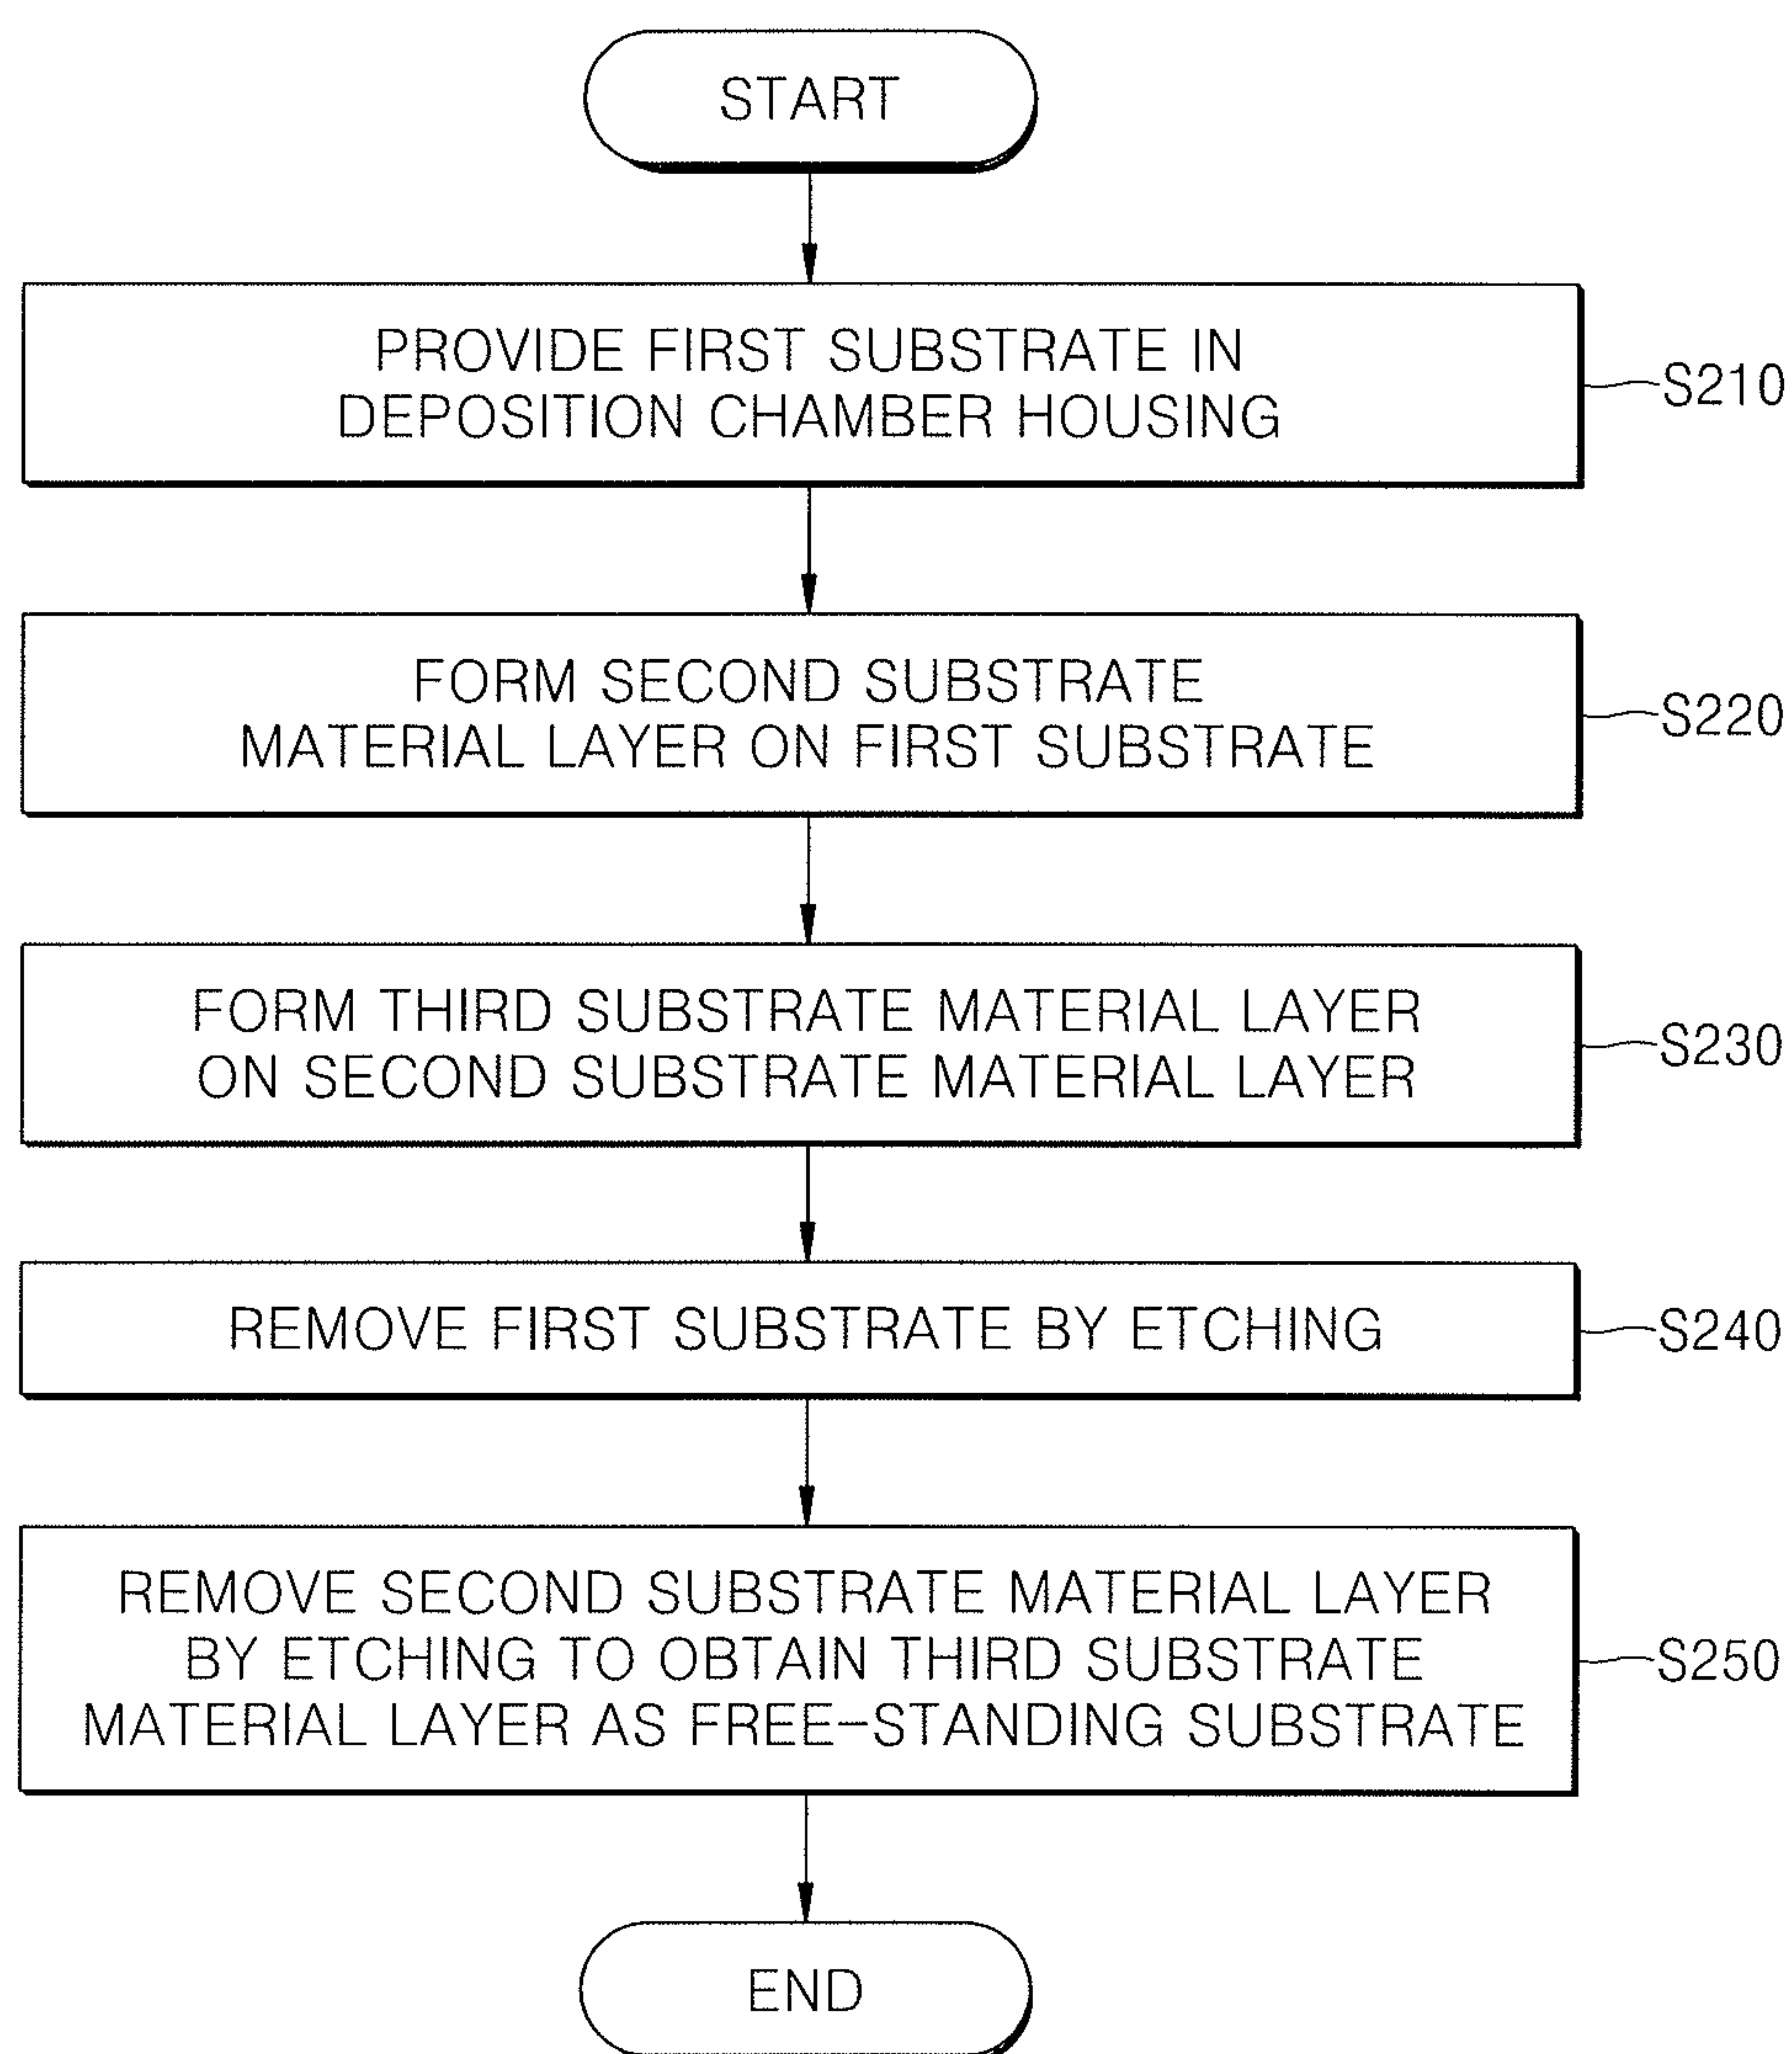 START
PROVIDE FIRST SUBSTRATE IN
DEPOSITION CHAMBER HOUSING
S210
FORM SECOND SUBSTRATE
MATERIAL LAYER ON FIRST SUBSTRATE
S220
FORM THIRD SUBSTRATE MATERIAL LAYER
ON SECOND SUBSTRATE MATERIAL LAYER
S230
REMOVE FIRST SUBSTRATE BY ETCHING
S240
REMOVE SECOND SUBSTRATE MATERIAL LAYER
BY ETCHING TO OBTAIN THIRD SUBSTRATE
MATERIAL LAYER AS FREE-STANDING SUBSTRATE
S250
END